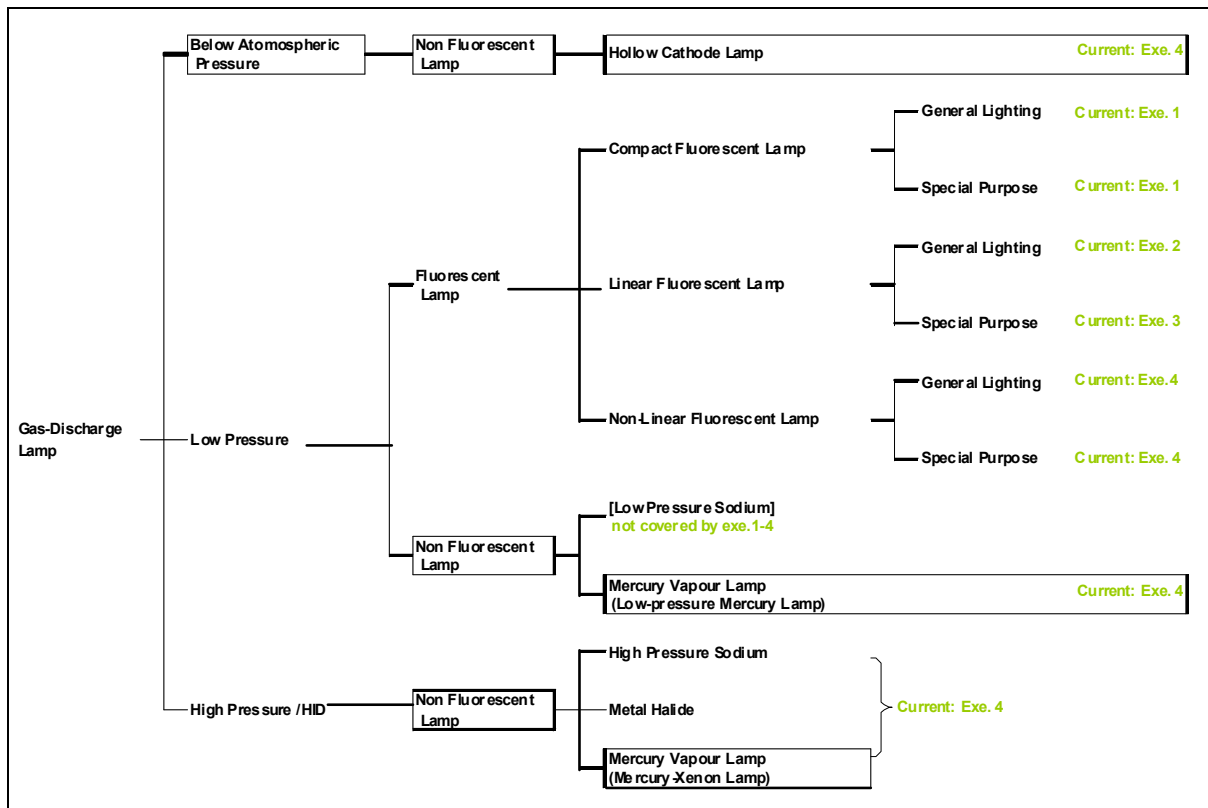 Below Atomospheric
Pressure
Non Fluorescent
Lamp
Hollow Cathode Lamp
Current: Exe. 4
General Lighting
Current: Exe. 1
Compact Fluorescent Lamp
Special Purpose
Current: Exe. 1
General Lighting
Current: Exe. 2
Fluorescent
Lamp
Linear Fluorescent Lamp
Special Purpose
Current: Exe. 3
General Lighting
Current: Exe. 4
Non-Linear Fluorescent Lamp
Special Purpose
Current: Exe. 4
Gas-Discharge
Lamp
Low Pressure
[Low Pressure Sodium]
not covered by exe.1-4
Non Fluorescent
Lamp
Mercury Vapour Lamp
(Low-pressure Mercury Lamp)
Current: Exe. 4
High Pressure Sodium
High Pressure /HID
Non Fluorescent
Lamp
Metal Halide
Current: Exe. 4
Mercury Vapour Lamp
(Mercury-Xenon Lamp)